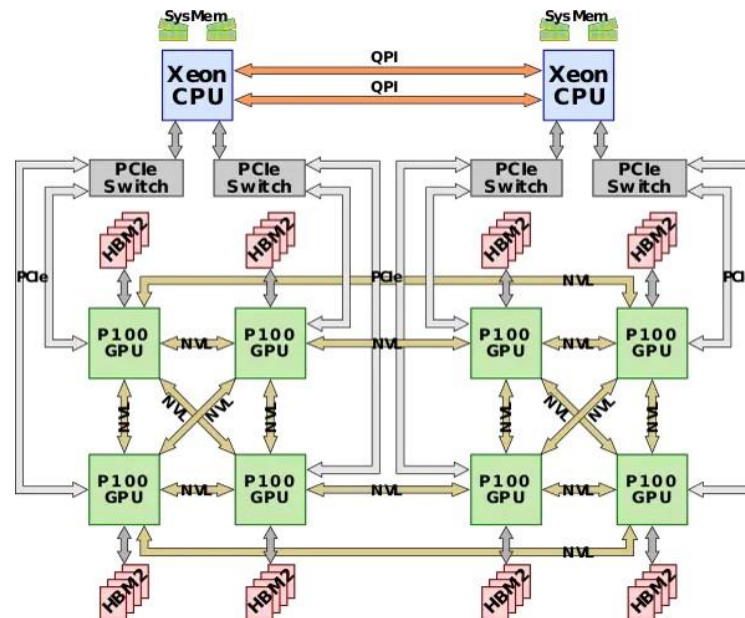 SysMem
SysMem
QPI
Xeon
CPU
Xeon
CPU
QPI
PCIe
Switch
PCIe
Switch
PCIe
Switch
PCIe
Switch
HBM2
HBM2
HBM2
HBM2
PCIe
PCIe
PCI
NVL
P100
GPU
NVL
P100
GPU
NVL
P100
GPU
NVL
P100
GPU
NVL
NVL
NVL
NVL
NVL
NVL
NVL
NVL
P100
GPU
NVL
P100
GPU
NVL
P100
GPU
NVL
P100
GPU
NVL
HBM2
HBM2
HBM2
HBM2